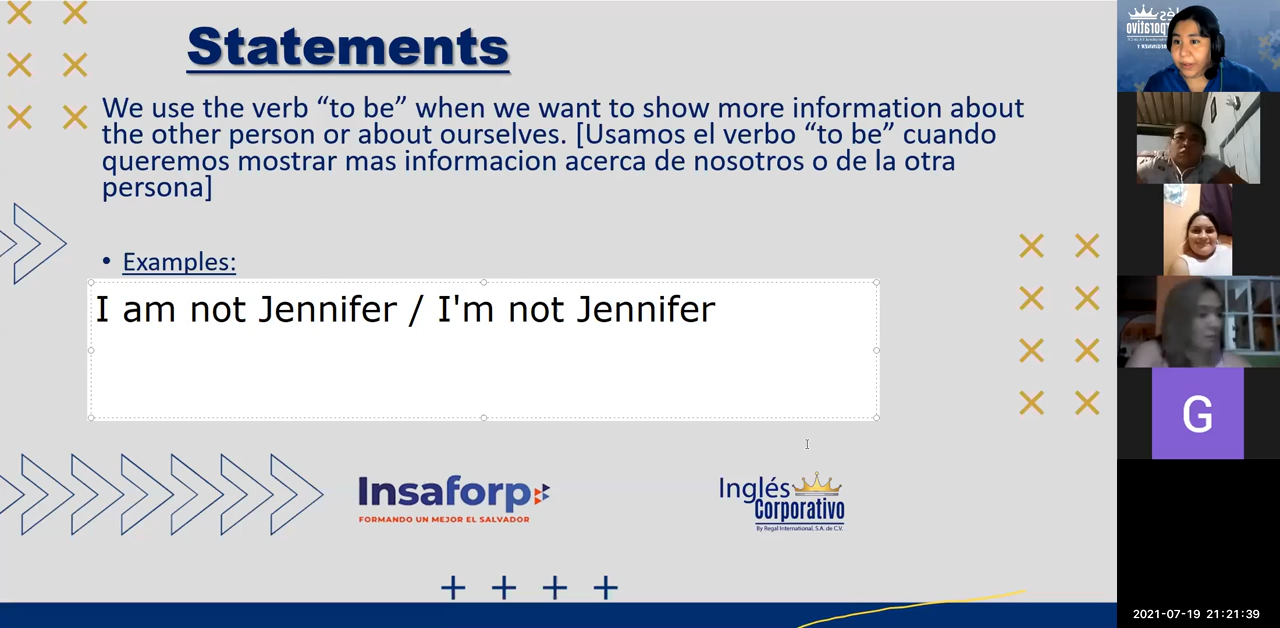 Statements
We use the verb “to be” when we want to show more information about
the other person or about ourselves. [Usamos el verbo “to be” cuando
queremos mostrar mas informacion acerca de nosotros o de la otra
persona]
• Examples:
I am not Jennifer / I'm not Jennifer
Insaforp
FORMANDO UN MEJOR EL SALVADOR
Inglés
Corporativo
By Regal International, S.A. de C.V.
G
2021-07-19 21:21:39